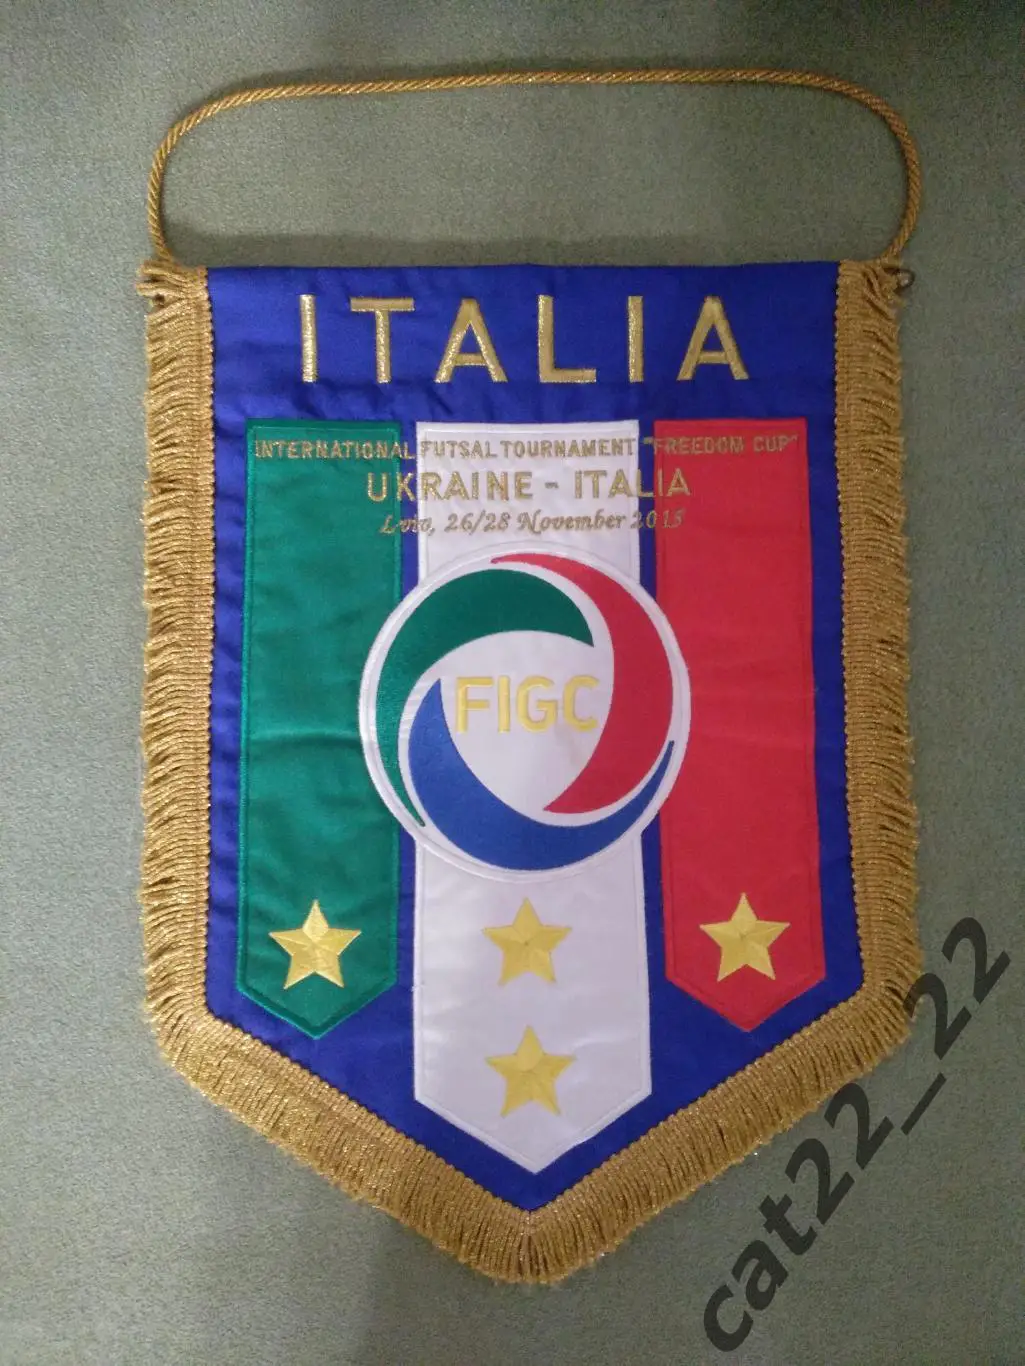 ITALIA
INTERNATIONAL FUTSAL TOURNAMENT "FREEDOM CUP"
UKRAINE - ITALIA
Lviv, 26/28 November 2015
FIGC
cat22_22